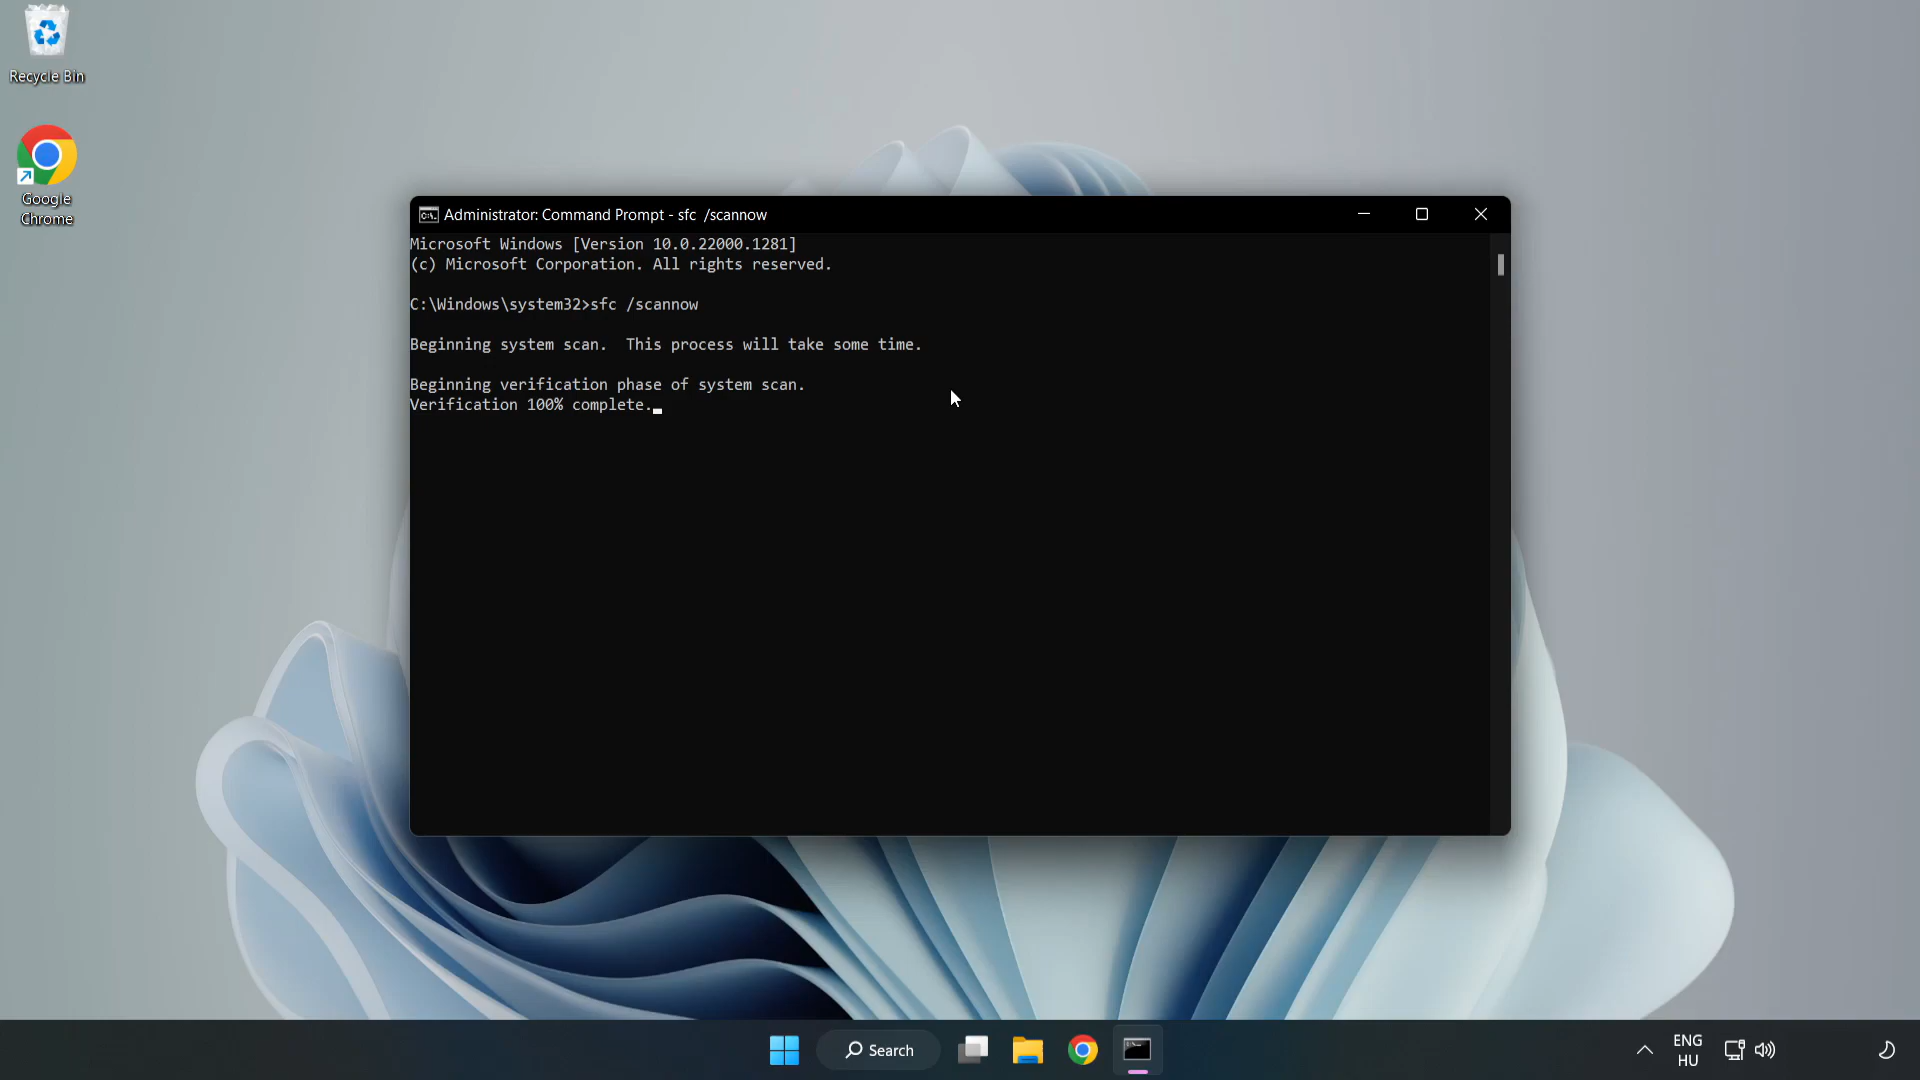 Recycle Bin
Google
Chrome
Administrator: Command Prompt - sfc  /scannow
Microsoft Windows [Version 10.0.22000.1281]
(c) Microsoft Corporation. All rights reserved.
C:\Windows\system32>sfc /scannow
Beginning system scan.  This process will take some time.
Beginning verification phase of system scan.
Verification 100% complete.
Search
ENG
HU